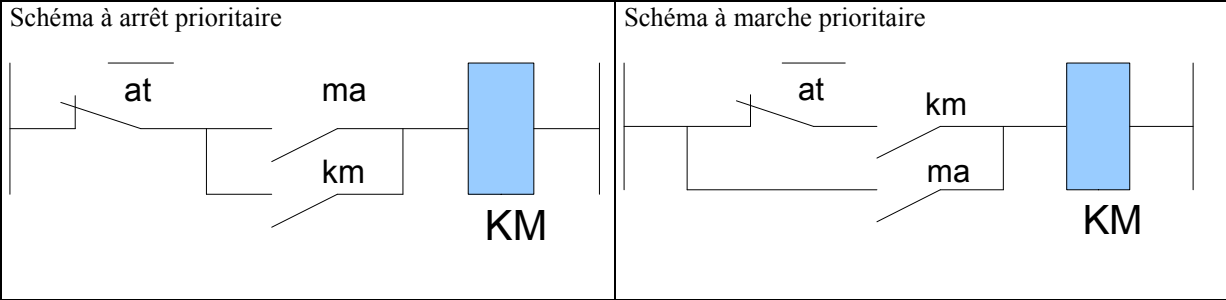 Schéma à arrêt prioritaire
at ma
km
KM
Schéma à marche prioritaire
at
km
ma
KM